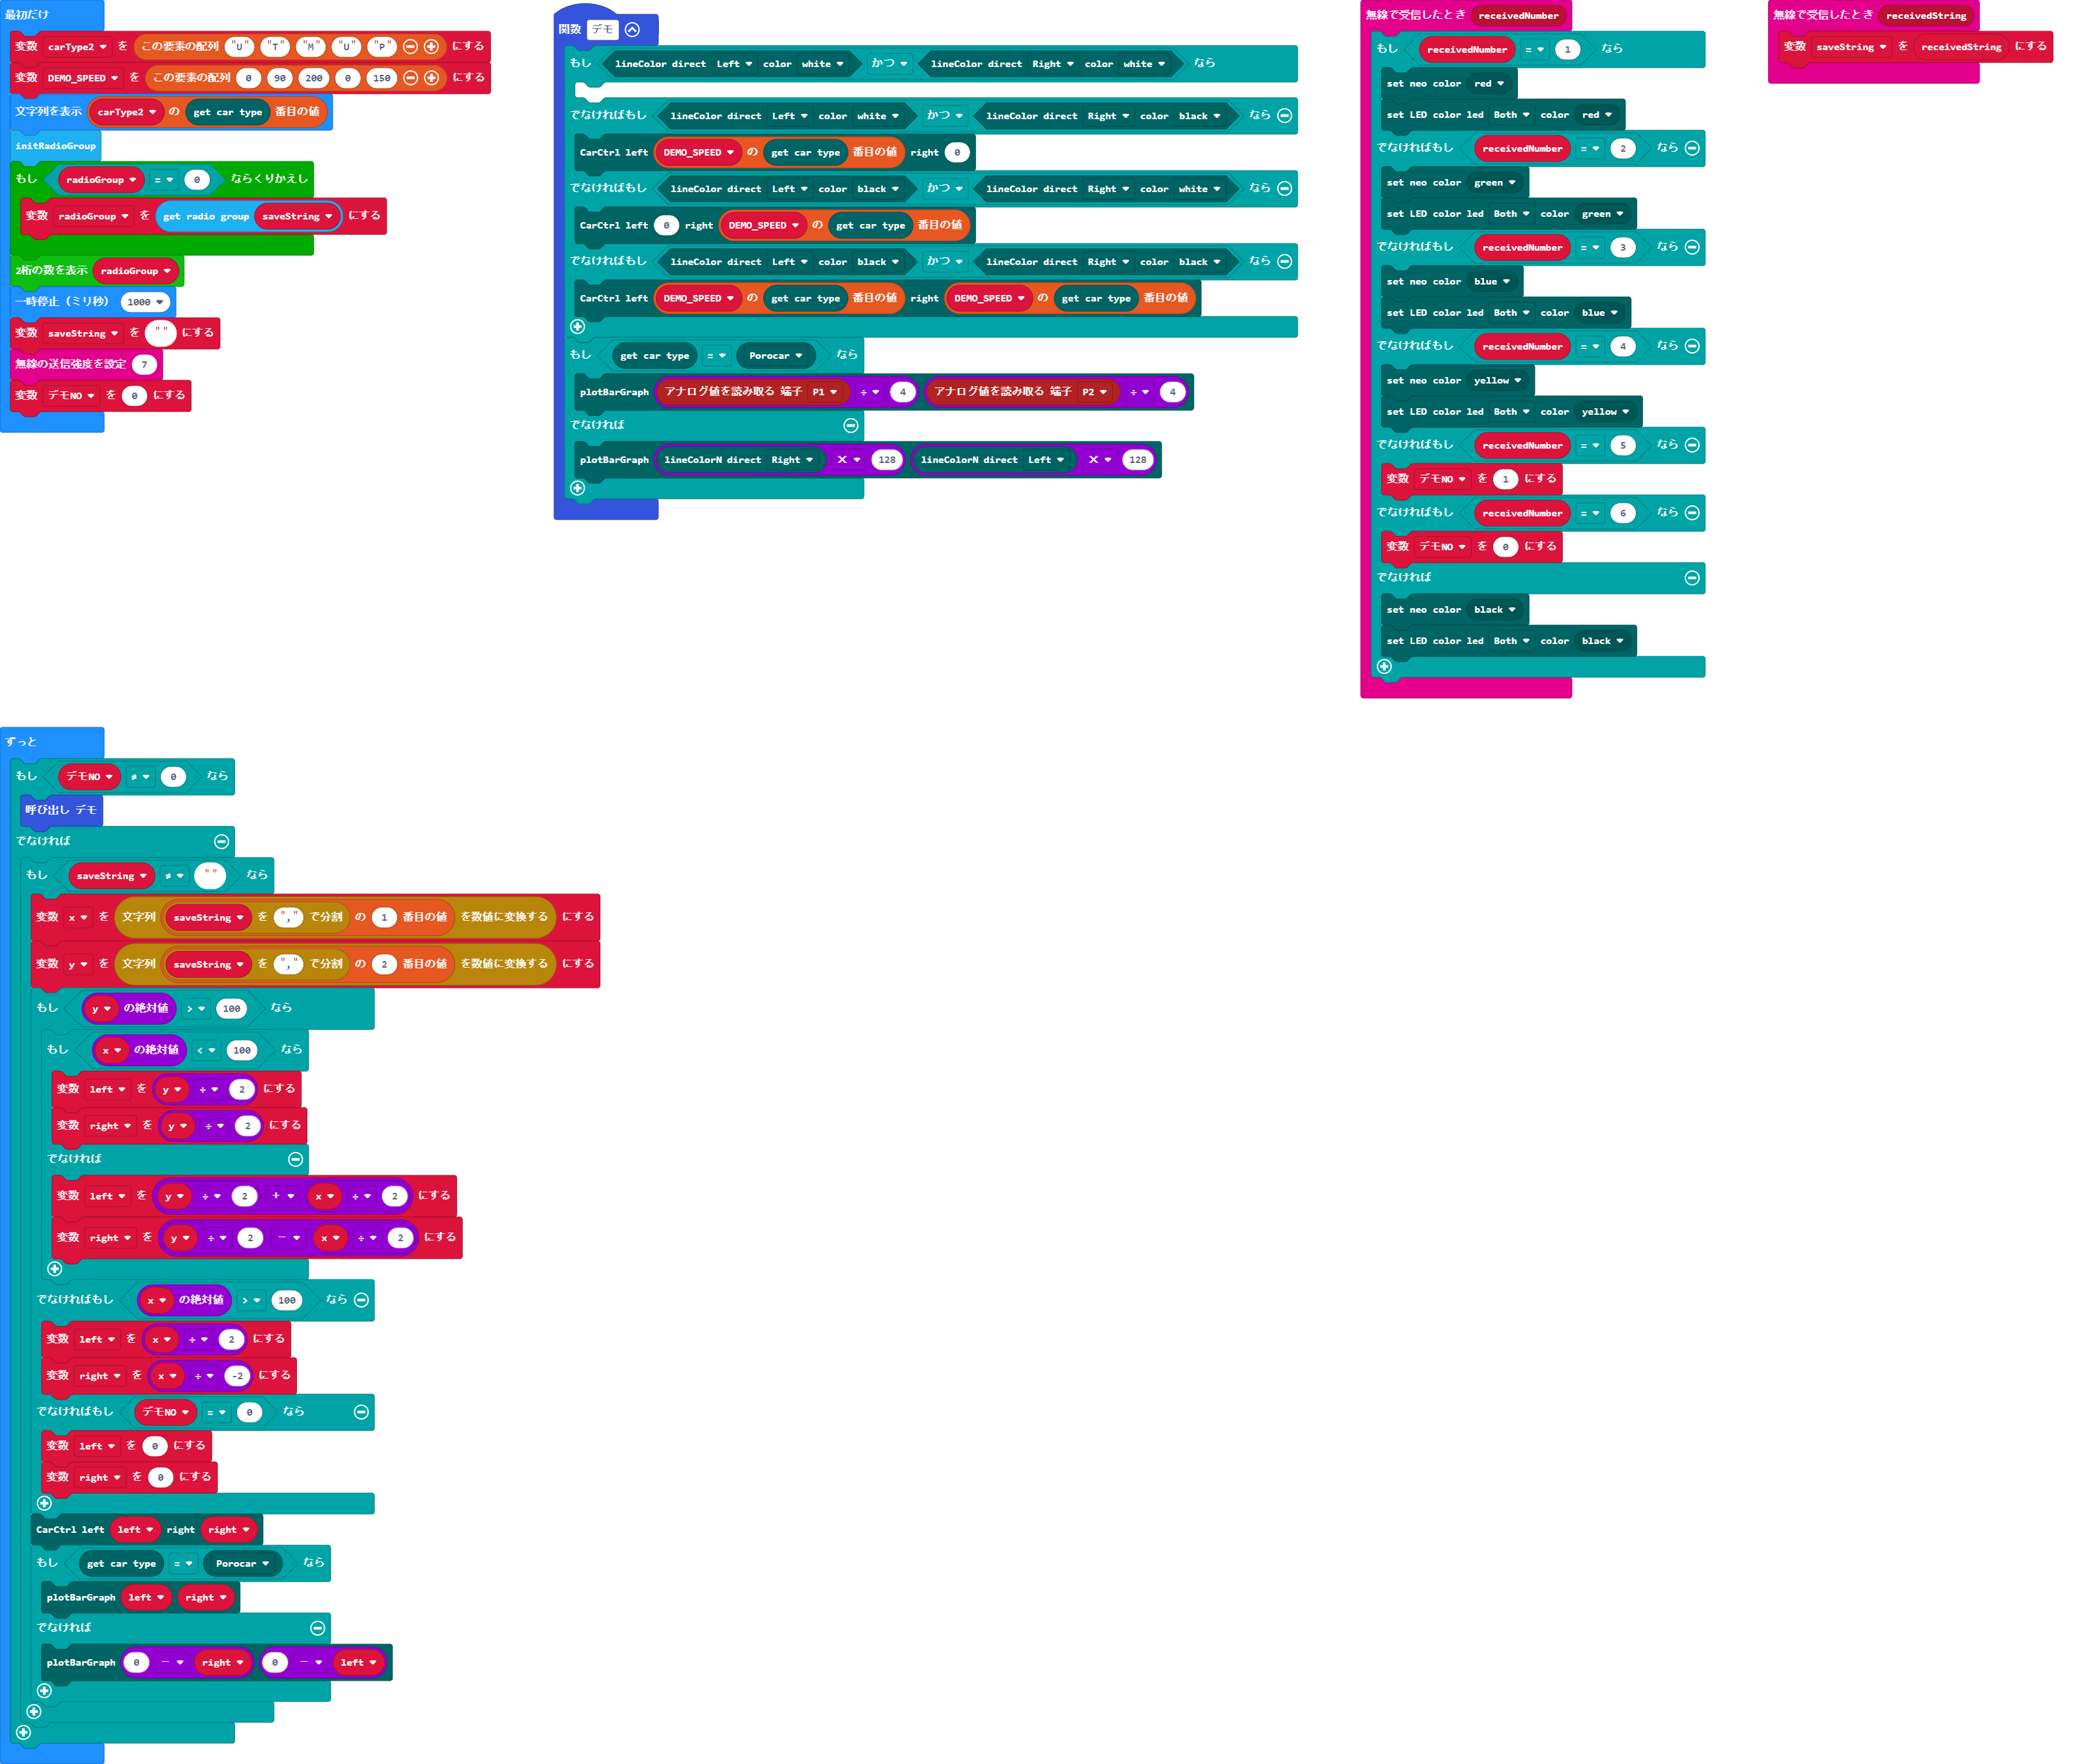 最初だけ
変数 carType2 を この要素の配列 "U" "T" "M" "U" "P" にする
変数 DEMO_SPEED を この要素の配列 0 90 200 0 150 にする
文字列を表示 carType2 の get car type 番目の値
initRadioGroup
もし radioGroup = 0 ならくりかえし
変数 radioGroup を get radio group saveString にする
2桁の数を表示 radioGroup
一時停止（ミリ秒） 1000
変数 saveString を "" にする
無線の送信強度を設定 7
変数 デモNO を 0 にする
関数 デモ
もし lineColor direct Left color white かつ lineColor direct Right color white なら
でなければもし lineColor direct Left color white かつ lineColor direct Right color black なら
CarCtrl left DEMO_SPEED の get car type 番目の値 right 0
でなければもし lineColor direct Left color black かつ lineColor direct Right color white なら
CarCtrl left 0 right DEMO_SPEED の get car type 番目の値
でなければもし lineColor direct Left color black かつ lineColor direct Right color black なら
CarCtrl left DEMO_SPEED の get car type 番目の値 right DEMO_SPEED の get car type 番目の値
もし get car type = Porocar なら
plotBarGraph アナログ値を読み取る 端子 P1 ÷ 4 アナログ値を読み取る 端子 P2 ÷ 4
でなければ
plotBarGraph lineColorN direct Right × 128 lineColorN direct Left × 128
無線で受信したとき receivedNumber
もし receivedNumber = 1 なら
set neo color red
set LED color led Both color red
でなければもし receivedNumber = 2 なら
set neo color green
set LED color led Both color green
でなければもし receivedNumber = 3 なら
set neo color blue
set LED color led Both color blue
でなければもし receivedNumber = 4 なら
set neo color yellow
set LED color led Both color yellow
でなければもし receivedNumber = 5 なら
変数 デモNO を 1 にする
でなければもし receivedNumber = 6 なら
変数 デモNO を 0 にする
でなければ
set neo color black
set LED color led Both color black
無線で受信したとき receivedString
変数 saveString を receivedString にする
ずっと
もし デモNO ≠ 0 なら
呼び出し デモ
でなければ
もし saveString ≠ "" なら
変数 x を 文字列 saveString を "," で分割 の 1 番目の値 を数値に変換する にする
変数 y を 文字列 saveString を "," で分割 の 2 番目の値 を数値に変換する にする
もし y の絶対値 > 100 なら
もし x の絶対値 < 100 なら
変数 left を y ÷ 2 にする
変数 right を y ÷ 2 にする
でなければ
変数 left を y ÷ 2 + x ÷ 2 にする
変数 right を y ÷ 2 - x ÷ 2 にする
でなければもし x の絶対値 > 100 なら
変数 left を x ÷ 2 にする
変数 right を x ÷ -2 にする
でなければもし デモNO = 0 なら
変数 left を 0 にする
変数 right を 0 にする
CarCtrl left left right right
もし get car type = Porocar なら
plotBarGraph left right
でなければ
plotBarGraph 0 - right 0 - left